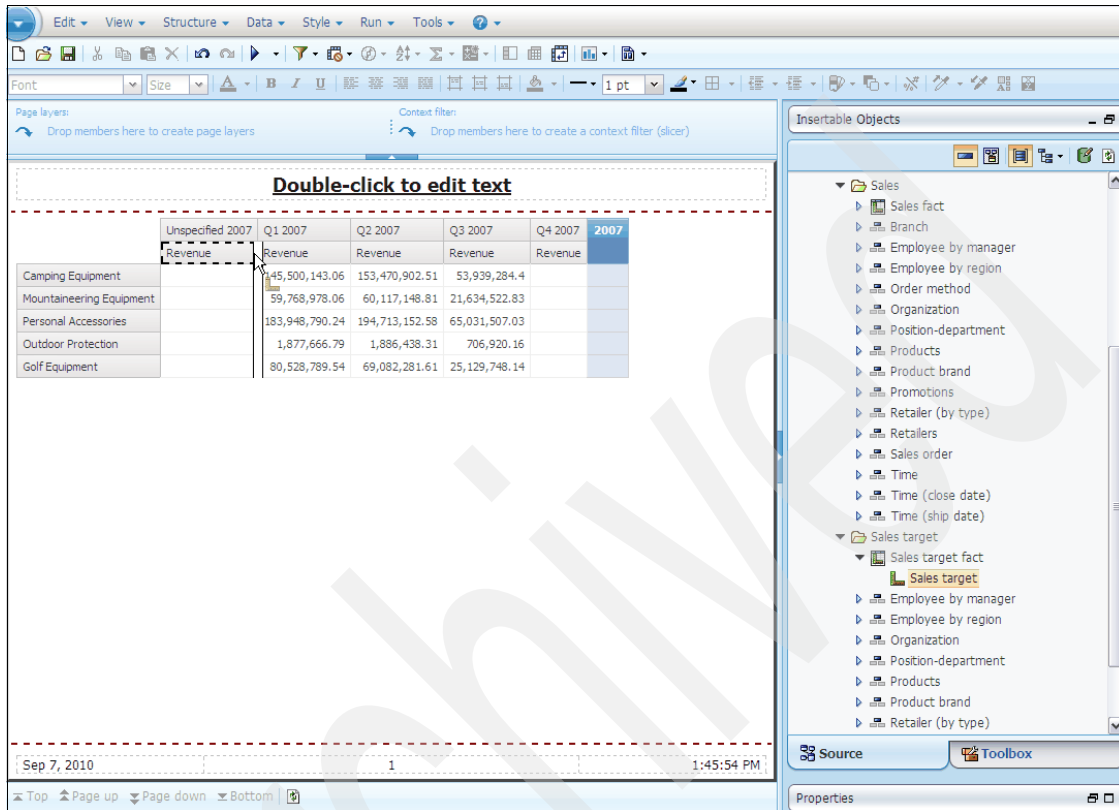 Edit View Structure Data Style Run Tools
Font Size A B I U 1 pt
Page layers:
Drop members here to create page layers
Context filter:
Drop members here to create a context filter (slicer)
Double-click to edit text
Unspecified 2007 Q1 2007 Q2 2007 Q3 2007 Q4 2007 2007
Revenue Revenue Revenue Revenue Revenue
Camping Equipment 145,500,143.06 153,470,902.51 53,939,284.4
Mountaineering Equipment 59,768,978.06 60,117,148.81 21,634,522.83
Personal Accessories 183,948,790.24 194,713,152.58 65,031,507.03
Outdoor Protection 1,877,666.79 1,886,438.31 706,920.16
Golf Equipment 80,528,789.54 69,082,281.61 25,129,748.14
Sep 7, 2010 1 1:45:54 PM
Top Page up Page down Bottom
Insertable Objects
Sales
Sales fact
Branch
Employee by manager
Employee by region
Order method
Organization
Position-department
Products
Product brand
Promotions
Retailer (by type)
Retailers
Sales order
Time
Time (close date)
Time (ship date)
Sales target
Sales target fact
Sales target
Employee by manager
Employee by region
Organization
Position-department
Products
Product brand
Retailer (by type)
Source Toolbox
Properties
Archived